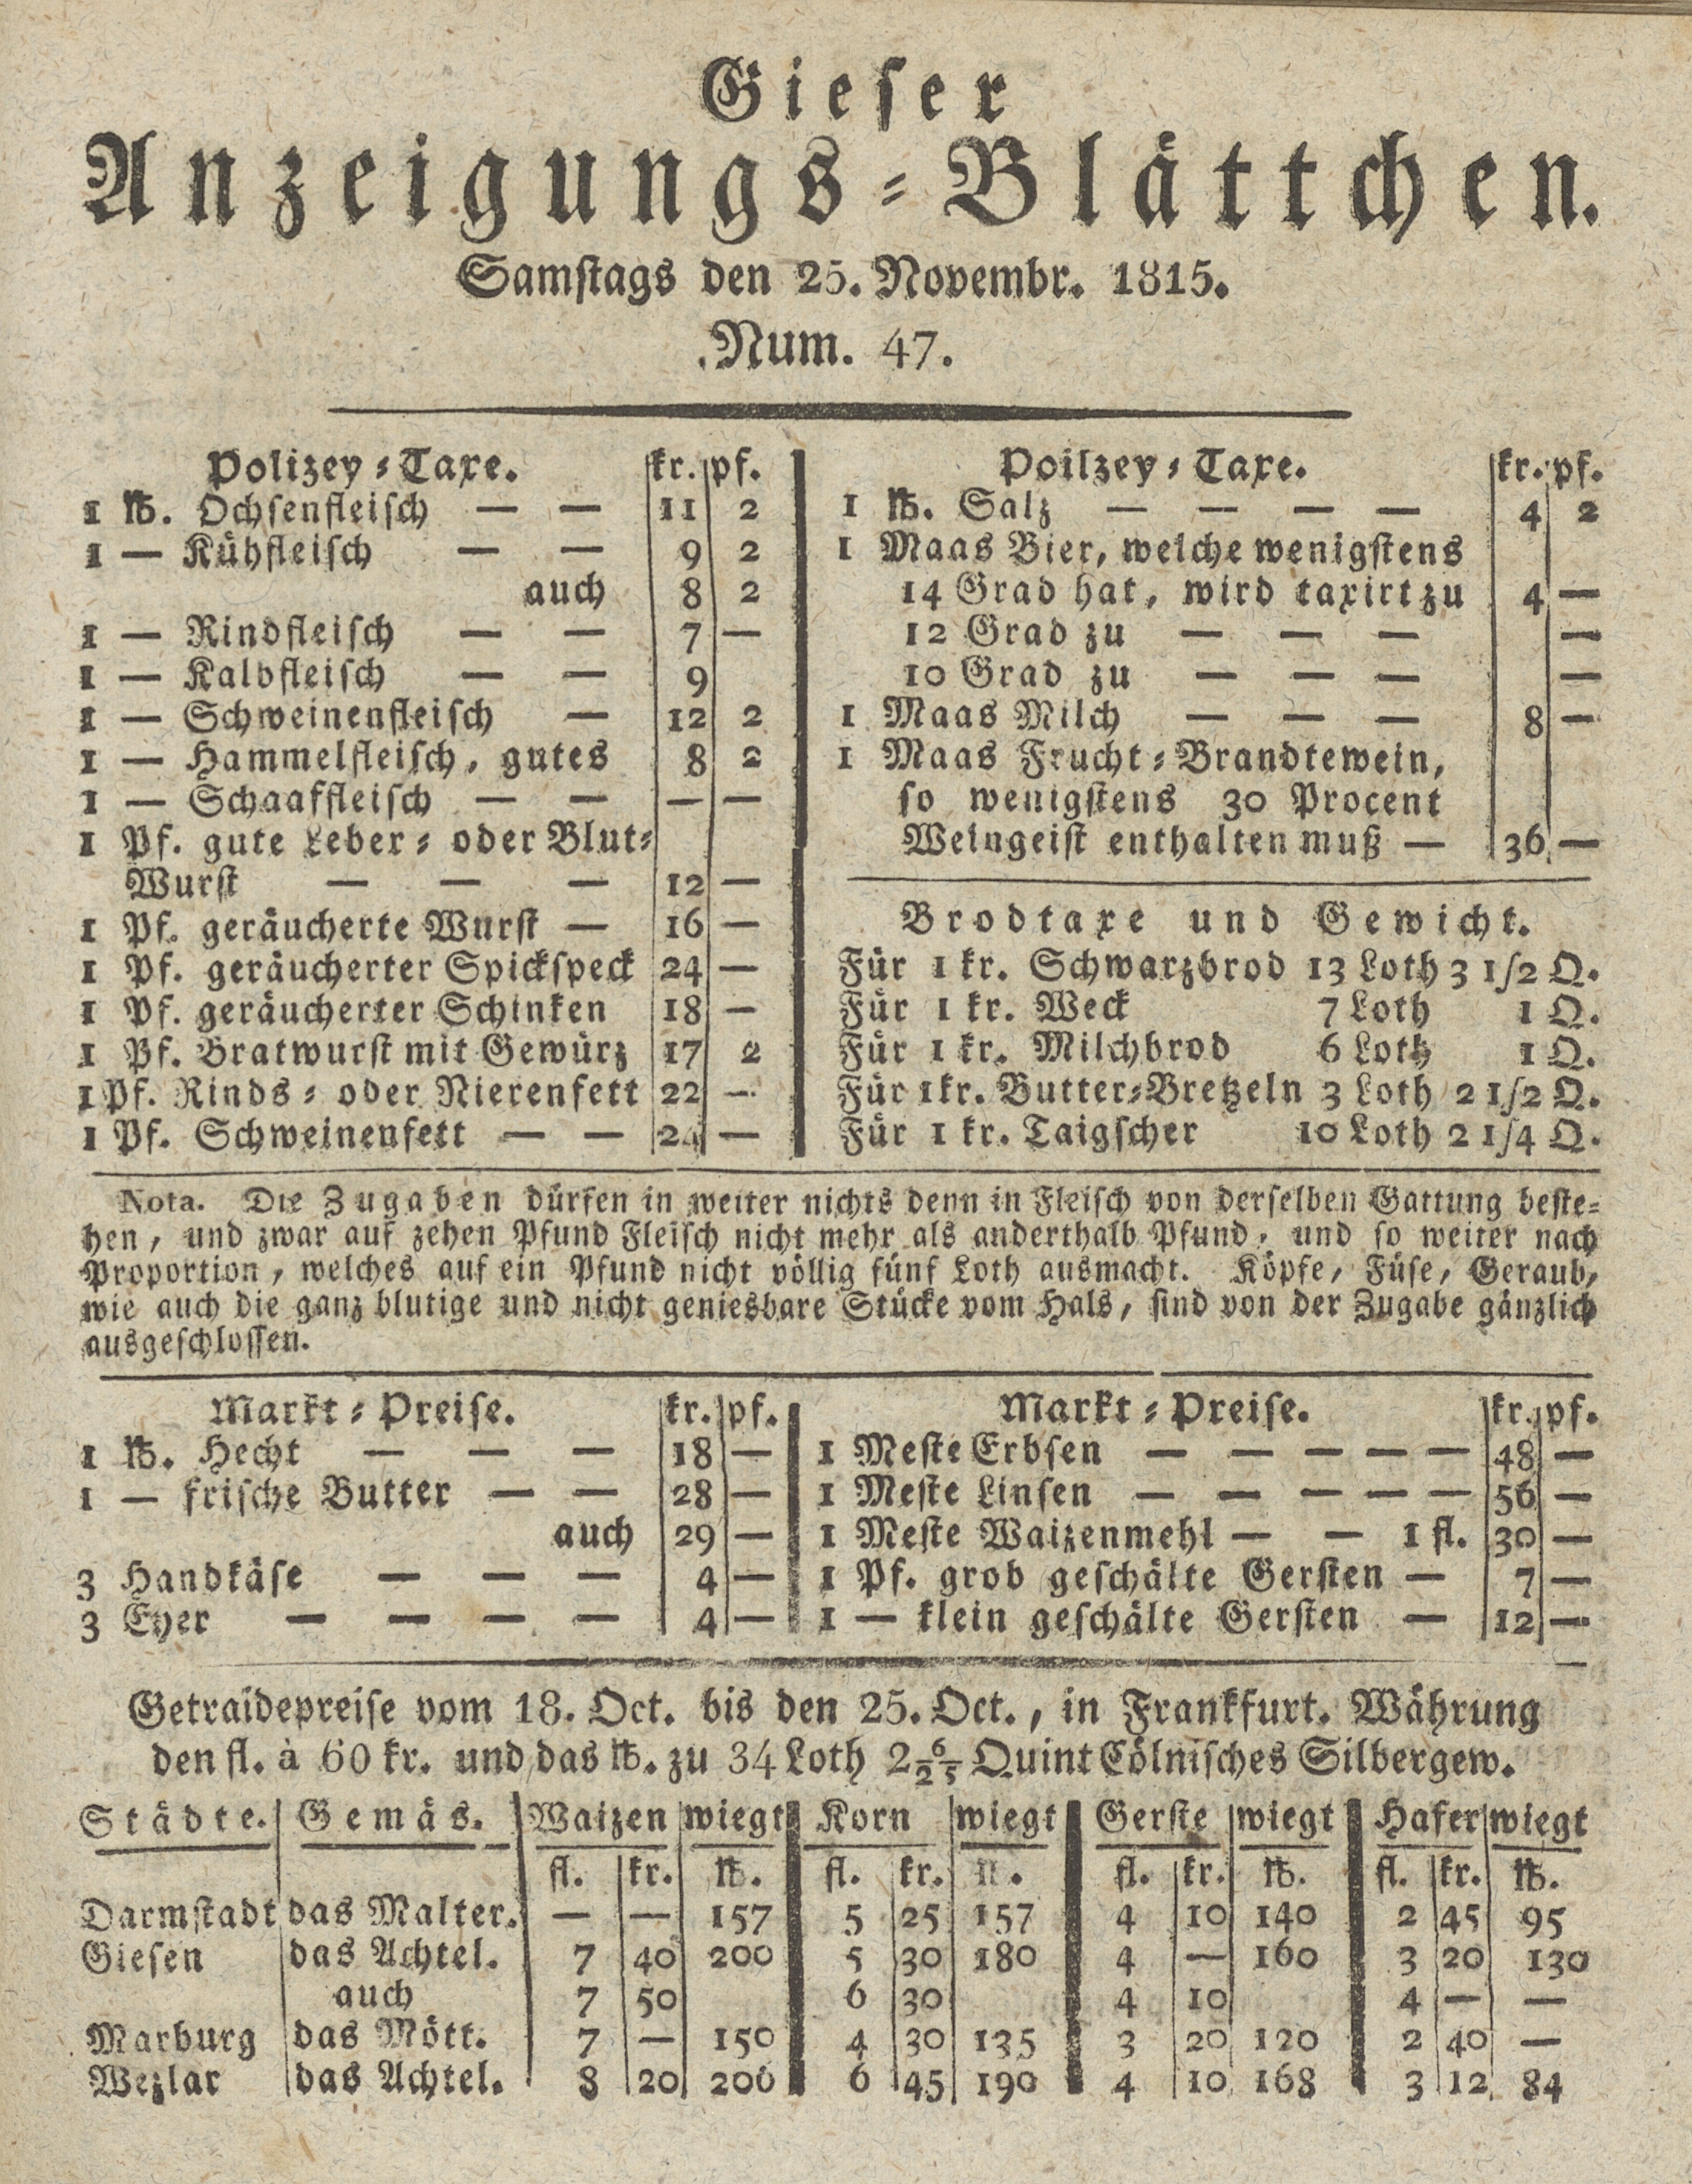 Gieser
Anzeigungs-Blättchen.
Samstags den 25. Novembr. 1815.
Num. 47.
Polizey-Taxe. kr. pf.
1 ℔. Ochsenfleisch — — 11 2
1 — Kühfleisch — — 9 2
auch 8 2
1 — Rindfleisch — — 7 —
1 — Kalbfleisch — — 9
1 — Schweinenfleisch — 12 2
1 — Hammelfleisch, gutes 8 2
1 — Schaaffleisch — — — —
1 Pf. gute Leber- oder Blut-
Wurst — — — 12 —
1 Pf. geräucherte Wurst — 16 —
1 Pf. geräucherter Spickspeck 24 —
1 Pf. geräucherter Schinken 18 —
1 Pf. Bratwurst mit Gewürz 17 2
1 Pf. Rinds- oder Nierenfett 22 —
1 Pf. Schweinenfett — — 24 —
Poilzey-Taxe. kr. pf.
1 ℔. Salz — — — — 4 2
1 Maas Bier, welche wenigstens
14 Grad hat, wird taxirt zu 4 —
12 Grad zu — — — —
10 Grad zu — — — —
1 Maas Milch — — — 8 —
1 Maas Frucht-Brandtewein,
so wenigstens 30 Procent
Weingeist enthalten muß — 36 —
Brodtaxe und Gewicht.
Für 1 kr. Schwarzbrod 13 Loth 3 1/2 Q.
Für 1 kr. Weck 7 Loth 1 Q.
Für 1 kr. Milchbrod 6 Loth 1 Q.
Für 1 kr. Butter-Bretzeln 3 Loth 2 1/2 Q.
Für 1 kr. Taigscher 10 Loth 2 1/4 Q.
Nota. Die Zugaben dürfen in weiter nichts denn in Fleisch von derselben Gattung beste-
hen, und zwar auf zehen Pfund Fleisch nicht mehr als anderthalb Pfund, und so weiter nach
Proportion, welches auf ein Pfund nicht völlig fünf Loth ausmacht. Köpfe, Füse, Geraub,
wie auch die ganz blutige und nicht geniesbare Stücke vom Hals, sind von der Zugabe gänzlich
ausgeschlossen.
Markt-Preise. kr. pf.
1 ℔. Hecht — — — 18 —
1 — frische Butter — — 28 —
auch 29 —
3 Handkäse — — — 4 —
3 Eyer — — — — 4 —
Markt-Preise. kr. pf.
1 Meste Erbsen — — — — — 48 —
1 Meste Linsen — — — — — 56 —
1 Meste Waizenmehl — — 1 fl. 30 —
1 Pf. grob geschälte Gersten — 7 —
1 — klein geschälte Gersten — 12 —
Getraidepreise vom 18. Oct. bis den 25. Oct., in Frankfurt. Währung
den fl. à 60 kr. und das ℔. zu 34 Loth 2 6/25 Quint Cölnisches Silbergew.
Städte. Gemäs. Waizen wiegt Korn wiegt Gerste wiegt Hafer wiegt
fl. kr. ℔. fl. kr. ℔. fl. kr. ℔. fl. kr. ℔.
Darmstadt das Malter. — — 157 5 25 157 4 10 140 2 45 95
Giesen das Achtel. 7 40 200 5 30 180 4 — 160 3 20 130
auch 7 50 6 30 4 10 4 — —
Marburg das Mött. 7 — 150 4 30 135 3 20 120 2 40 —
Wezlar das Achtel. 8 20 206 6 45 190 4 10 168 3 12 84